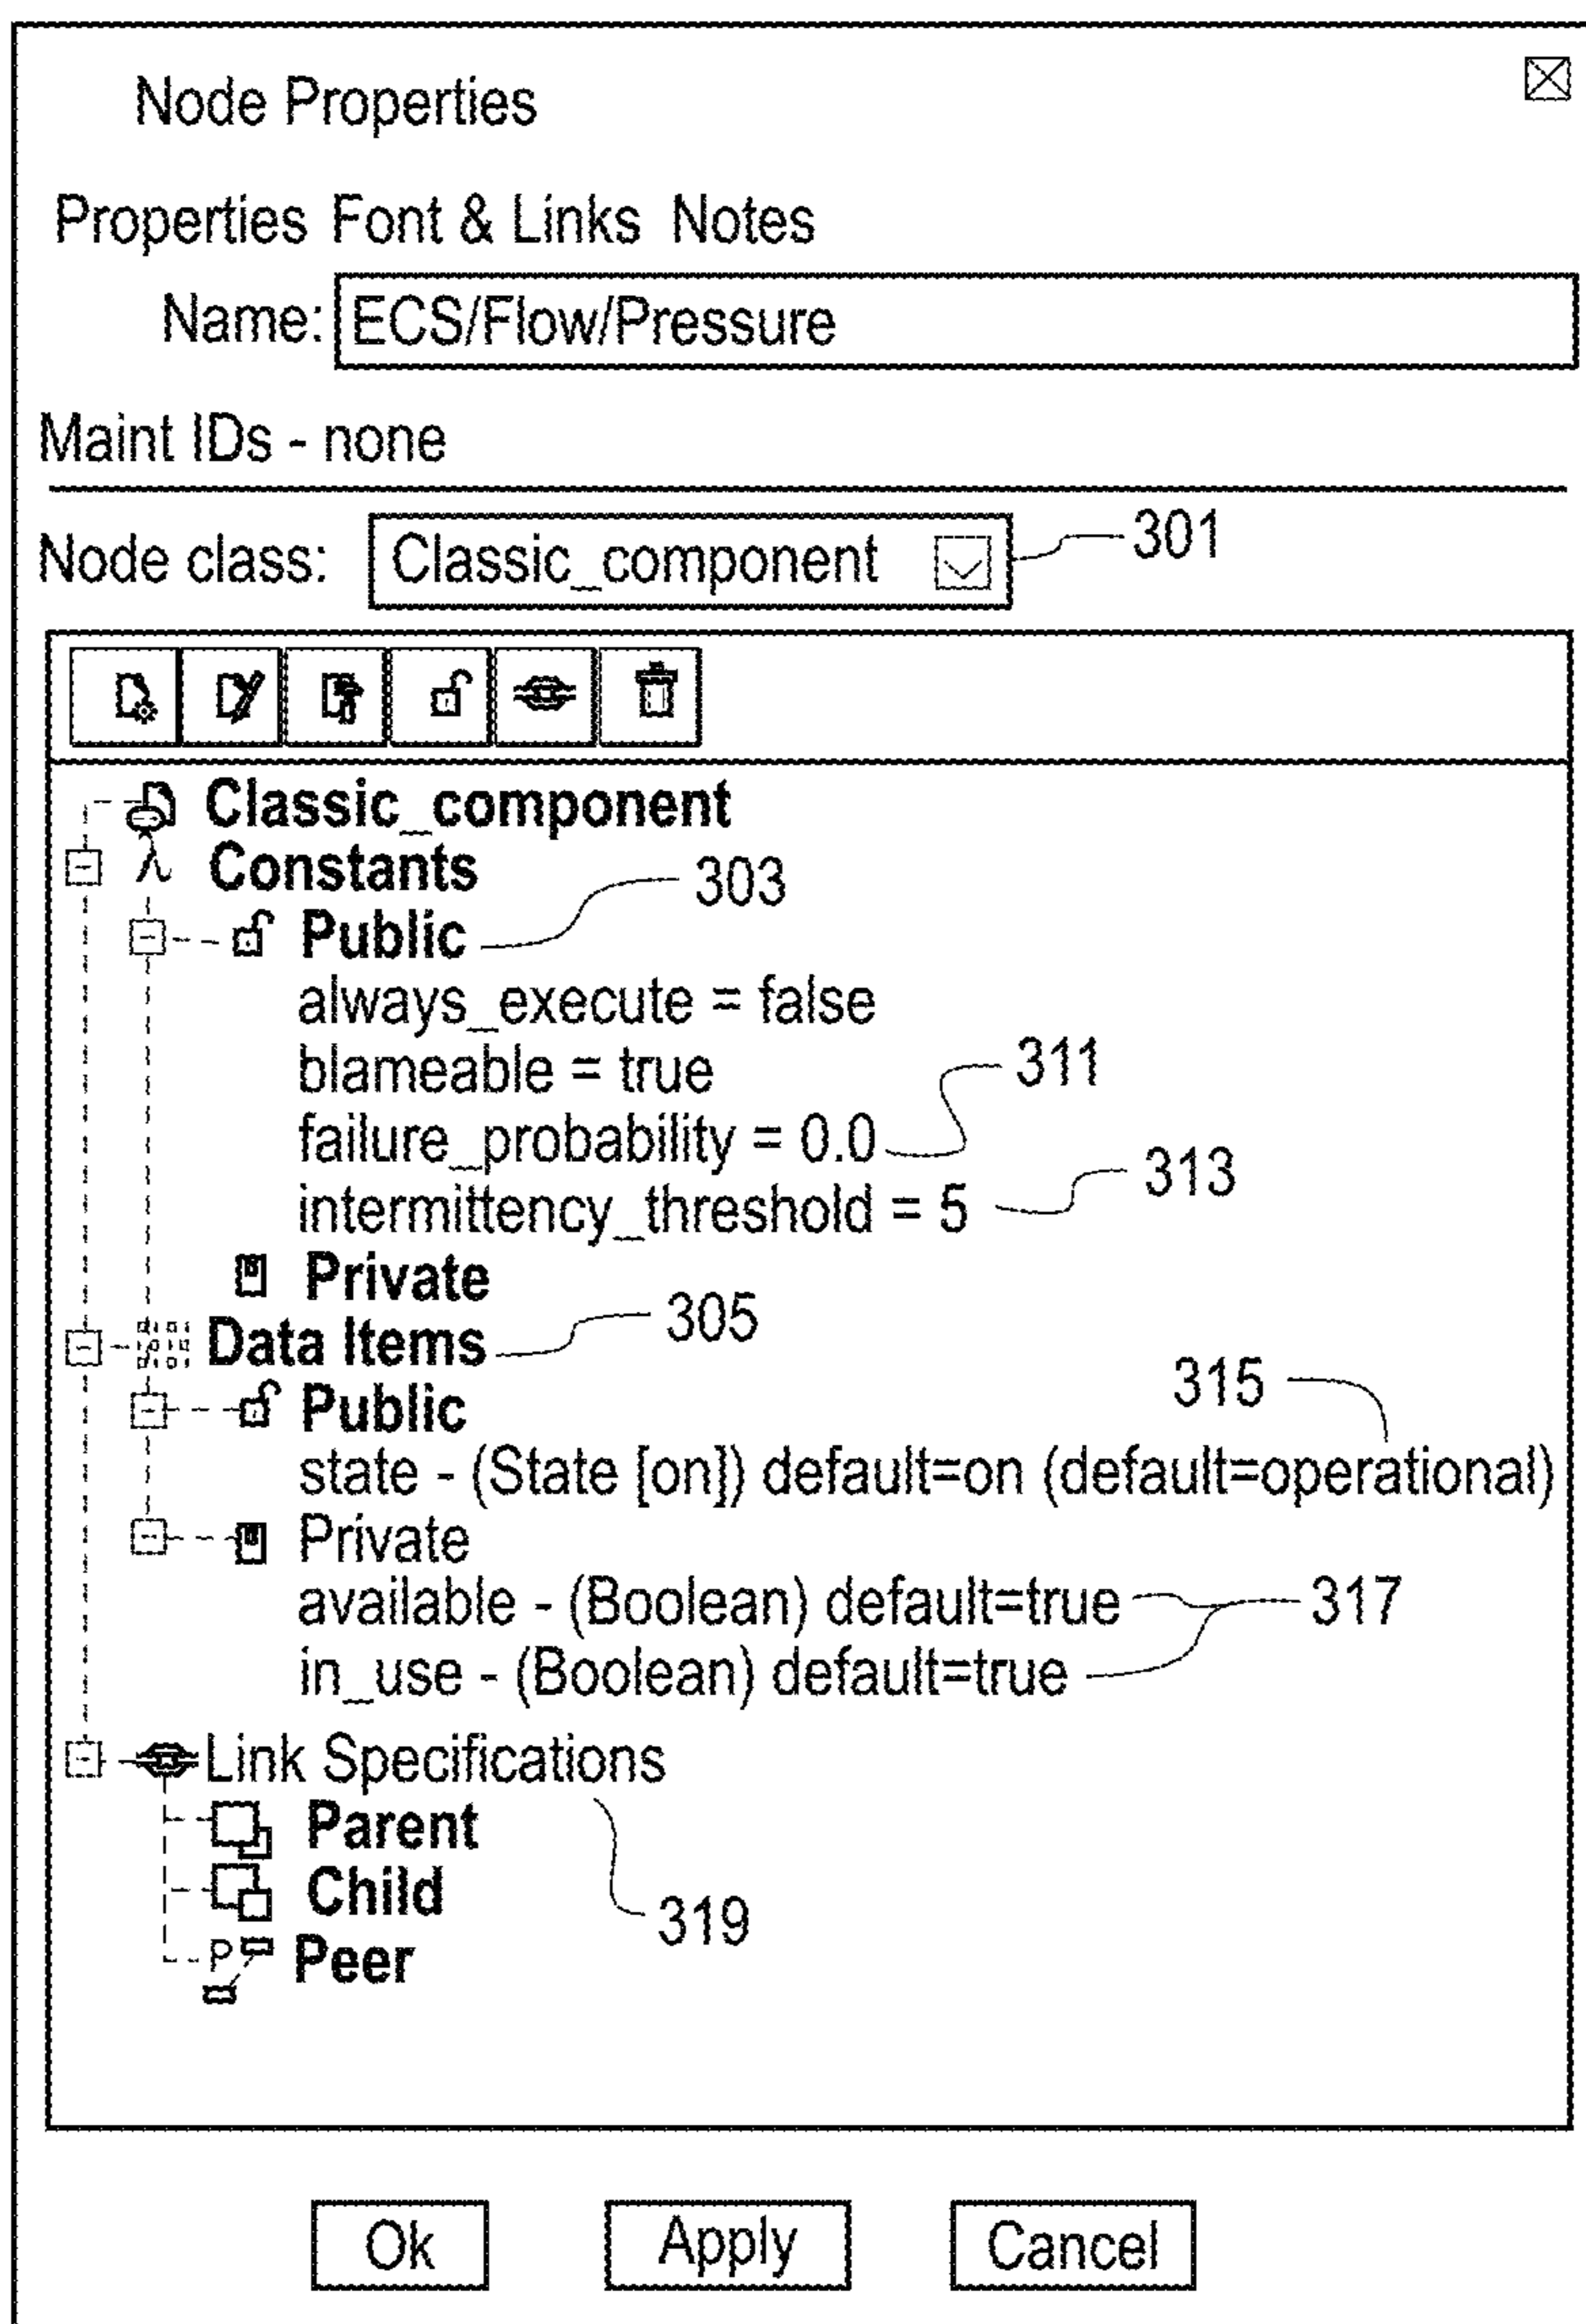 Node Properties
Properties Font & Links Notes
Name: ECS/Flow/Pressure
Maint IDs - none
Node class: Classic_component 301
Classic_component
λ Constants
303
Public
always_execute = false
blameable = true
311
failure_probability = 0.0
313
intermittency_threshold = 5
Private
305
Data Items
Public
315
state - (State [on]) default=on (default=operational)
Private
available - (Boolean) default=true 317
in_use - (Boolean) default=true
Link Specifications
Parent
Child
319
P Peer
Ok Apply Cancel